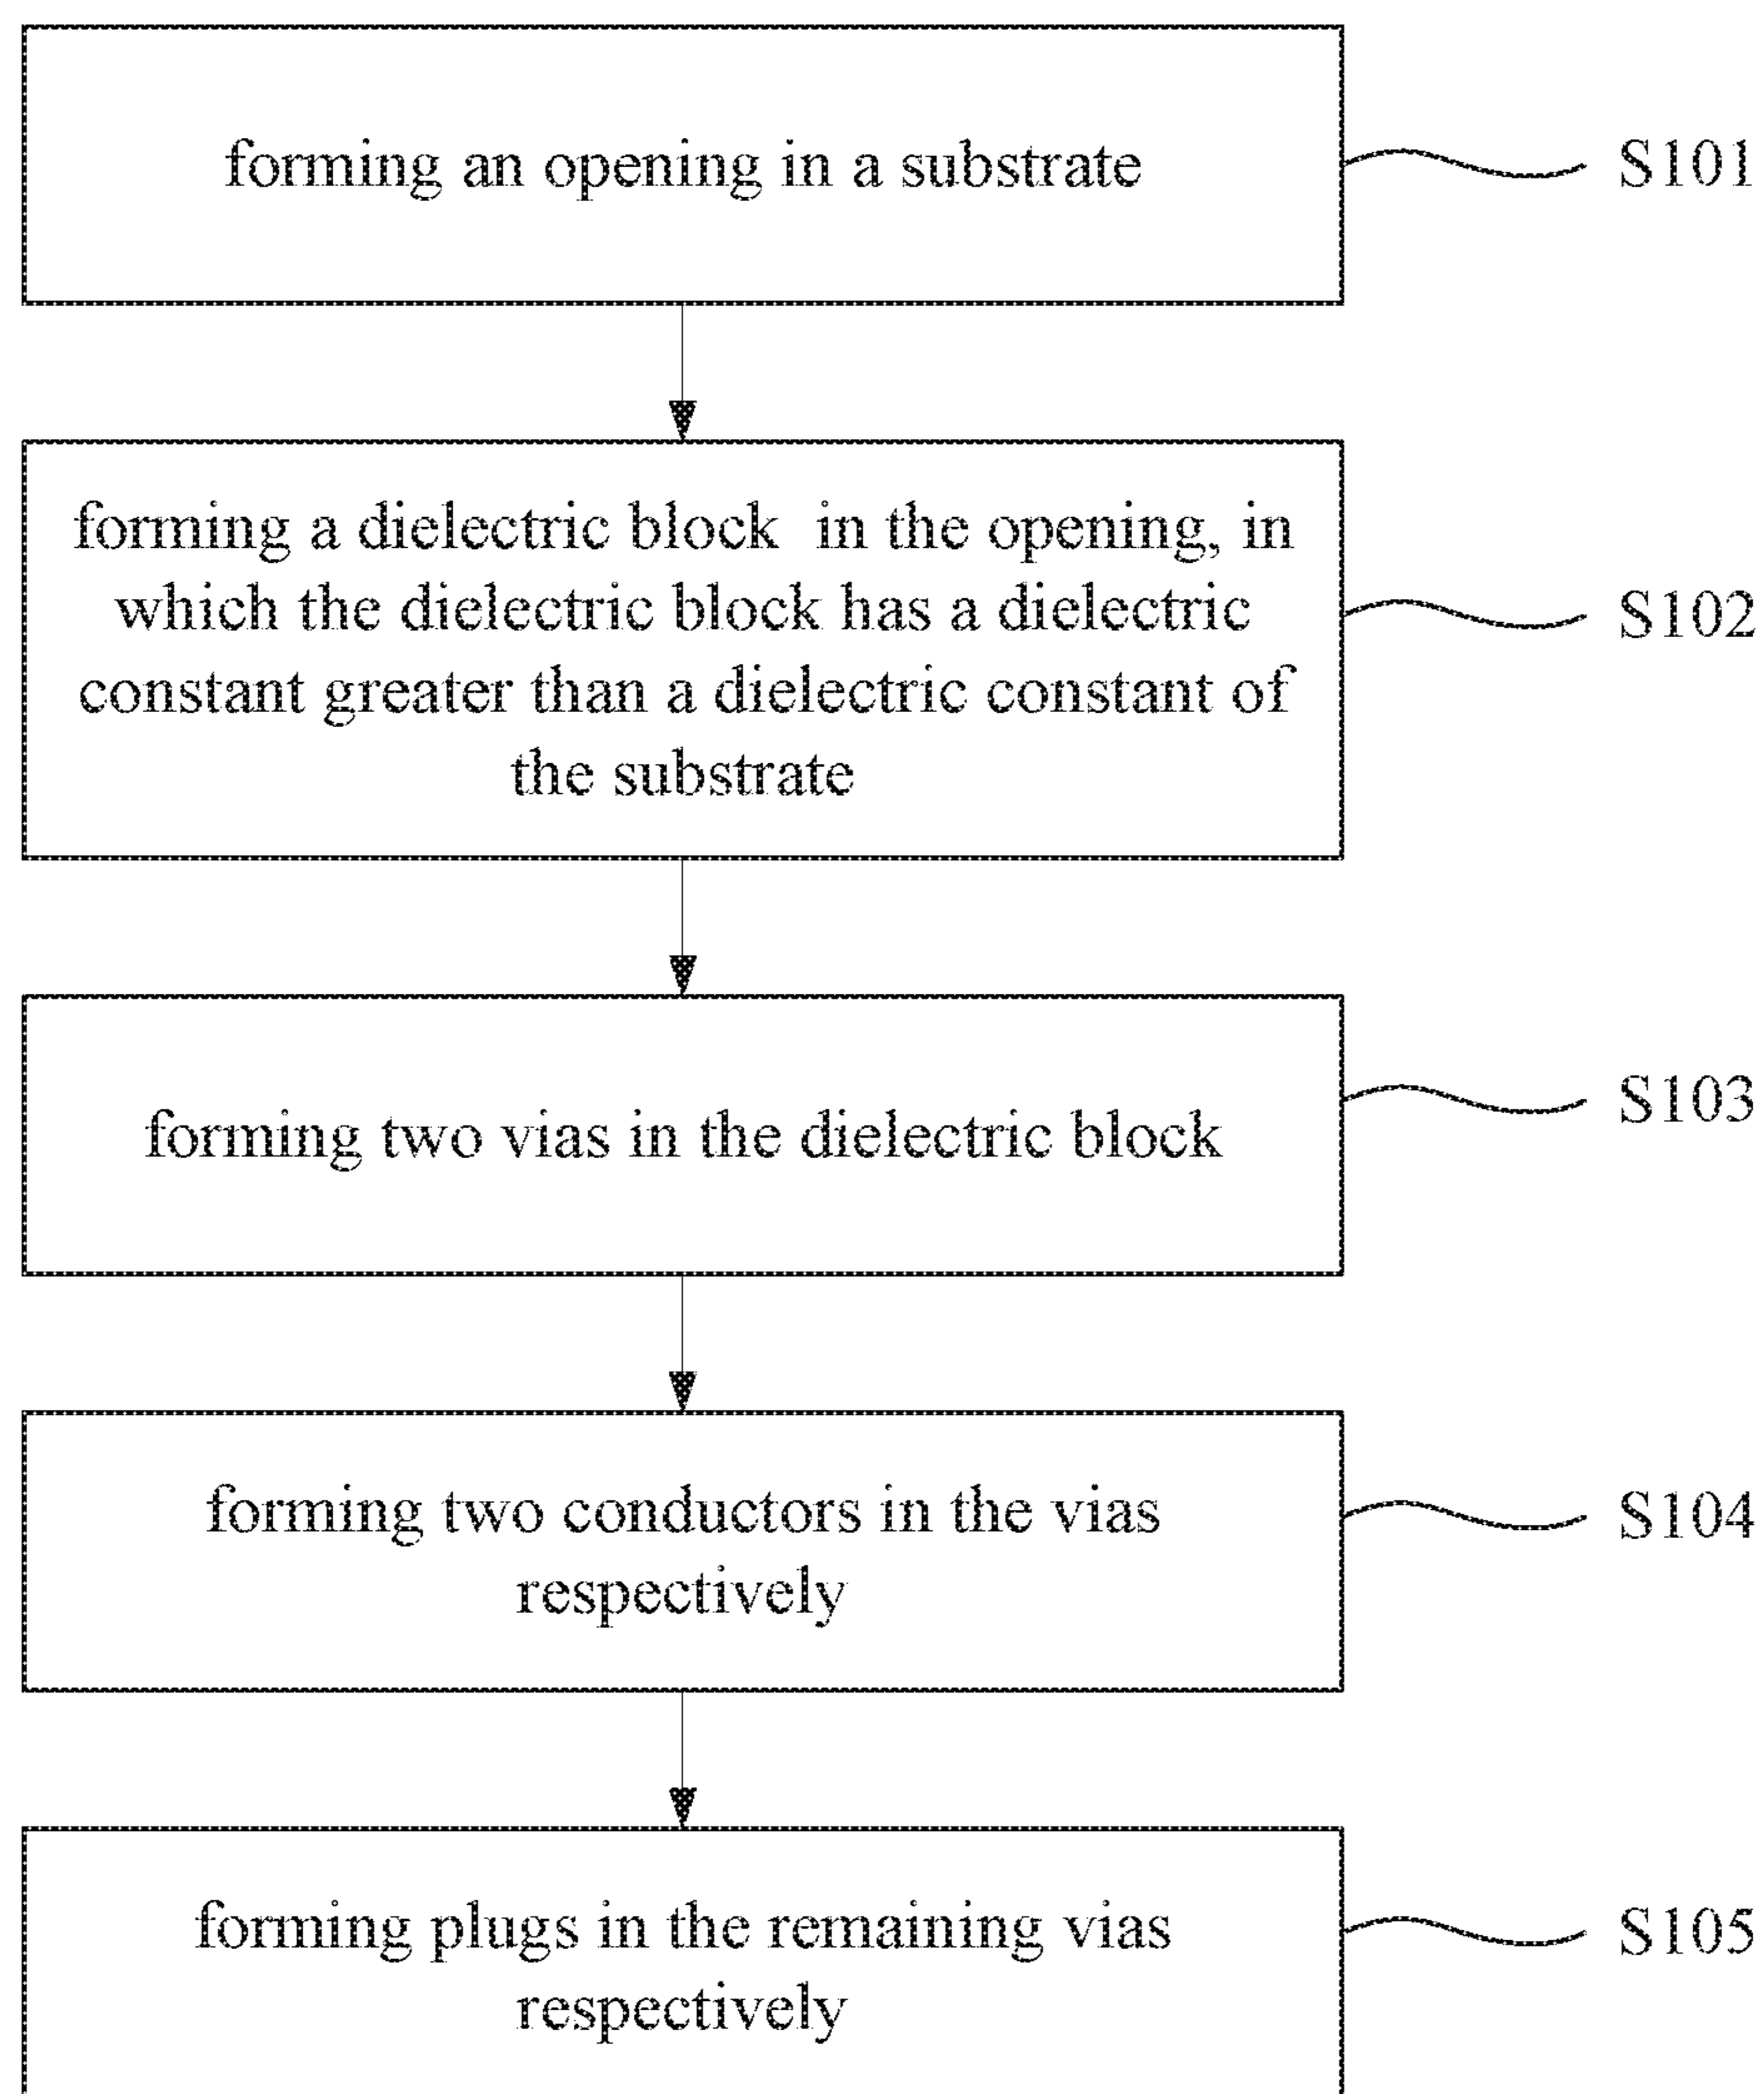 forming an opening in a substrate
S101
forming a dielectric block in the opening, in
which the dielectric block has a dielectric
constant greater than a dielectric constant of
the substrate
S102
forming two vias in the dielectric block
S103
forming two conductors in the vias
respectively
S104
forming plugs in the remaining vias
respectively
S105